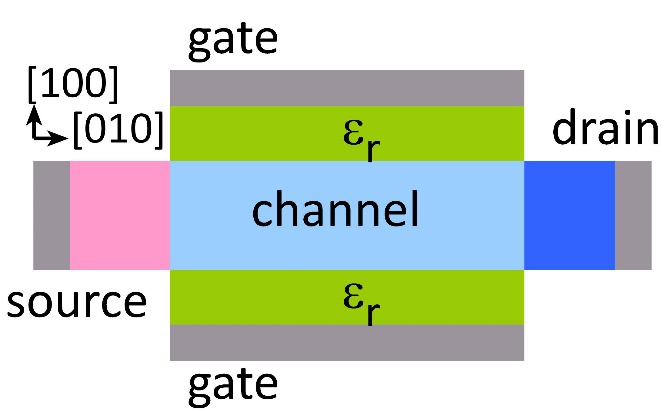 gate
[100]
[010]
εr
drain
channel
source
εr
gate